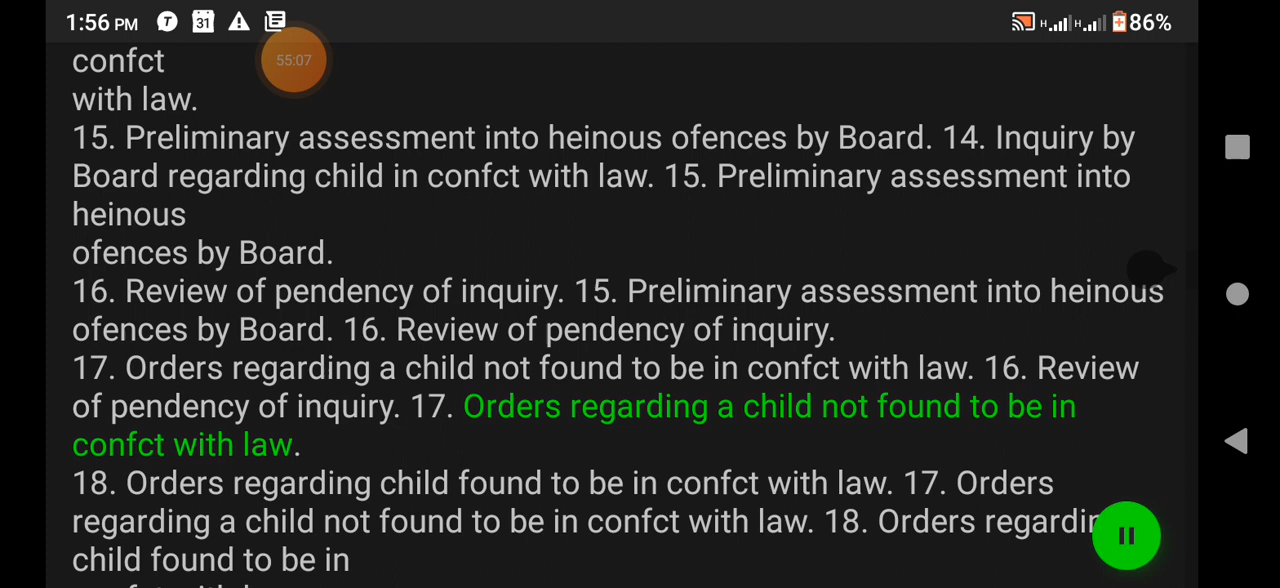 1:56 PM T 31 H H 86%
confct
55:07
with law.
15. Preliminary assessment into heinous ofences by Board. 14. Inquiry by
Board regarding child in confct with law. 15. Preliminary assessment into
heinous
ofences by Board.
16. Review of pendency of inquiry. 15. Preliminary assessment into heinous
ofences by Board. 16. Review of pendency of inquiry.
17. Orders regarding a child not found to be in confct with law. 16. Review
of pendency of inquiry. 17. Orders regarding a child not found to be in
confct with law.
18. Orders regarding child found to be in confct with law. 17. Orders
regarding a child not found to be in confct with law. 18. Orders regardin
child found to be in